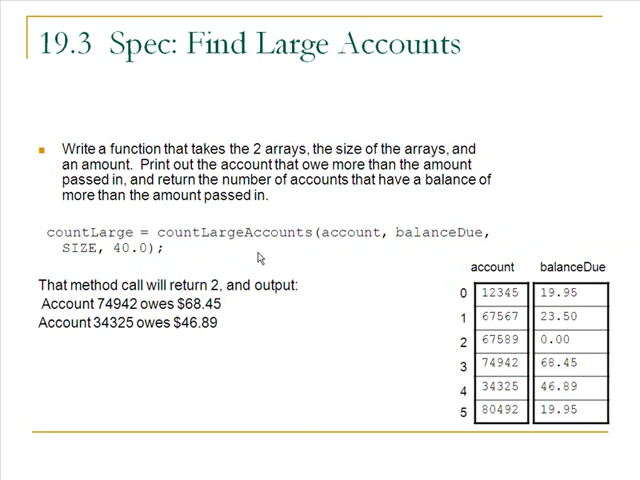 19.3 Spec: Find Large Accounts
Write a function that takes the 2 arrays, the size of the arrays, and
an amount. Print out the account that owe more than the amount
passed in, and return the number of accounts that have a balance of
more than the amount passed in.
countLarge = countLargeAccounts(account, balanceDue,
SIZE, 40.0);
That method call will return 2, and output:
Account 74942 owes $68.45
Account 34325 owes $46.89
account balanceDue
0 12345 19.95
1 67567 23.50
2 67589 0.00
3 74942 68.45
4 34325 46.89
5 80492 19.95